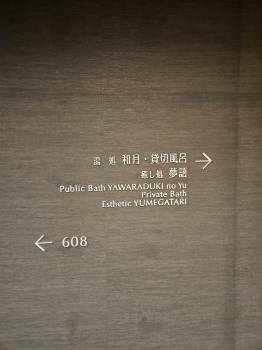 湯 処 和月・貸切風呂 →
癒し処 夢語
Public Bath YAWARADUKI no Yu
Private Bath
Esthetic YUMEGATARI
← 608